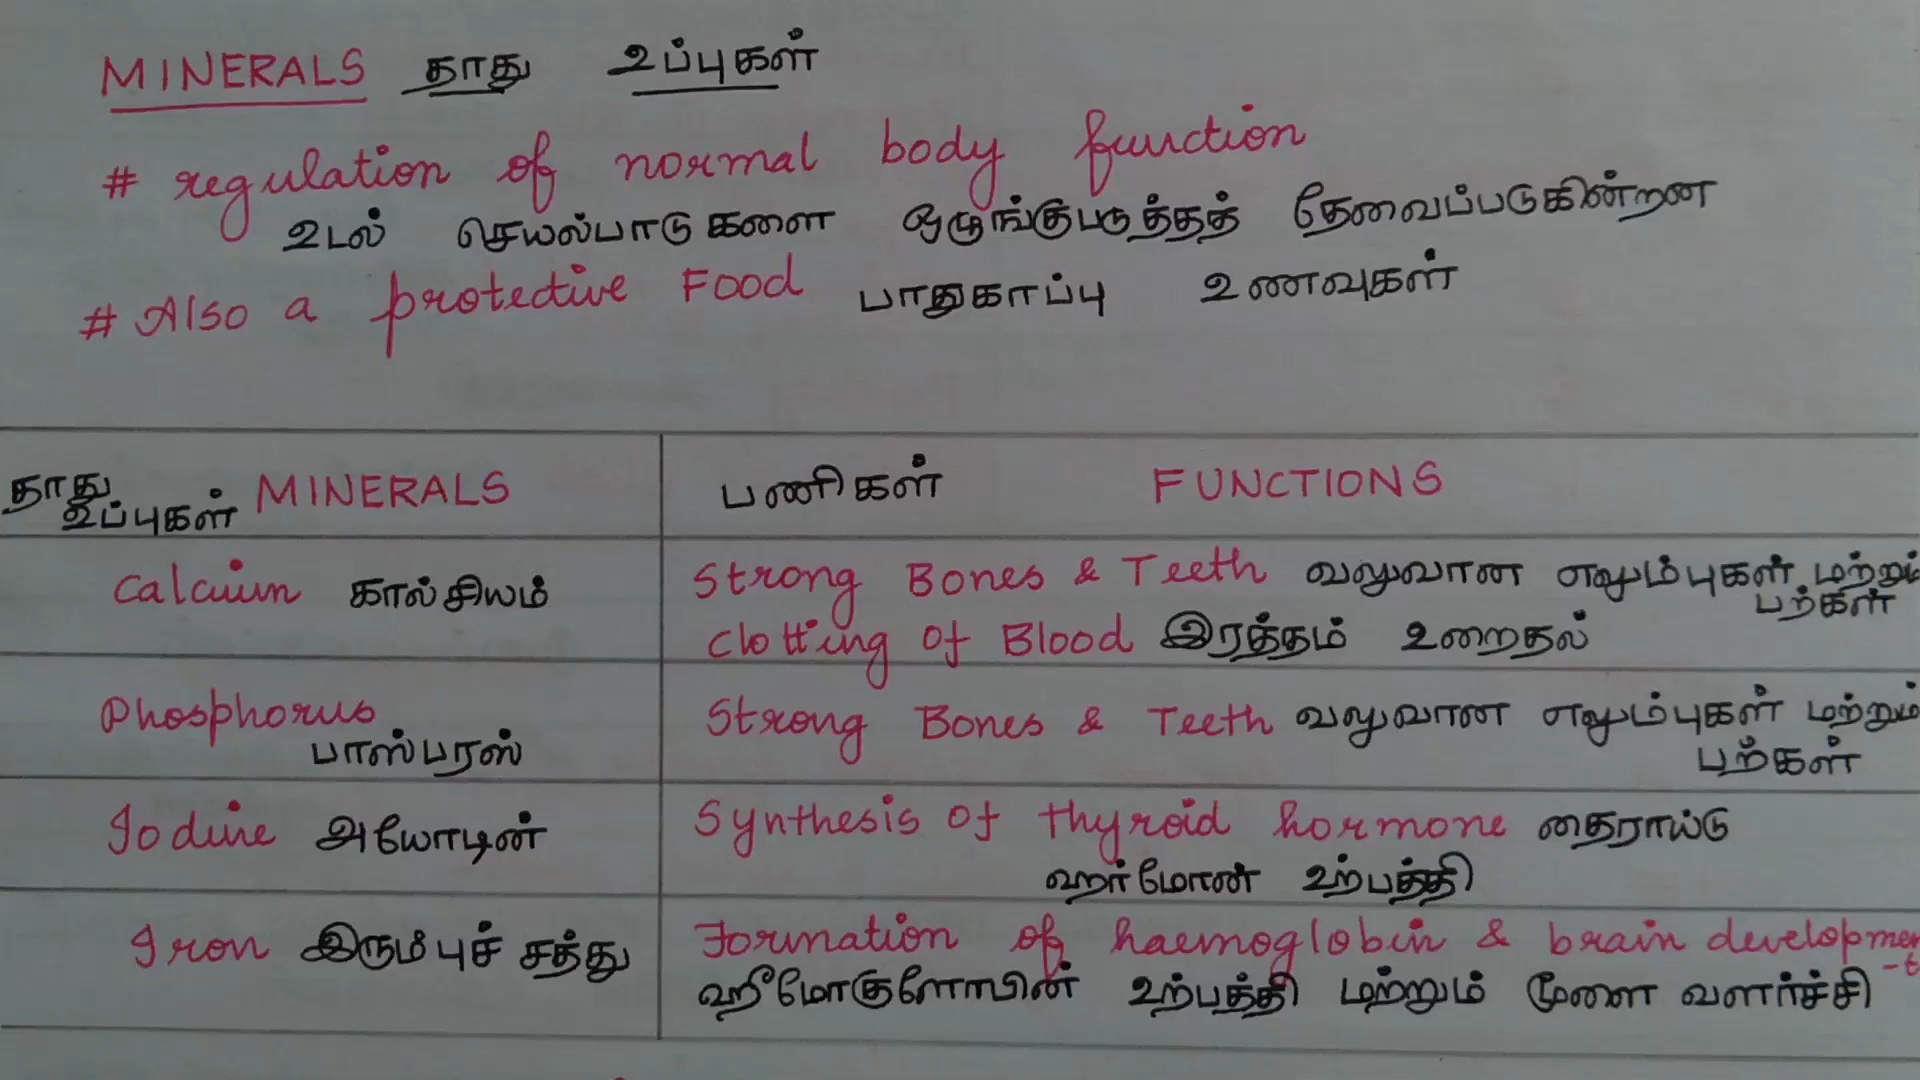 MINERALS தாது உப்புகள்
# regulation of normal body function
உடல் செயல்பாடுகளை ஒழுங்குபடுத்தத் தேவைப்படுகின்றன
# Also a protective Food பாதுகாப்பு உணவுகள்
தாது உப்புகள் MINERALS பணிகள் FUNCTIONS
Calcium கால்சியம் Strong Bones & Teeth வலுவான எலும்புகள் மற்றும் பற்கள்
Clotting of Blood இரத்தம் உறைதல்
Phosphorus Strong Bones & Teeth வலுவான எலும்புகள் மற்றும்
பாஸ்பரஸ் பற்கள்
Iodine அயோடின் Synthesis of thyroid hormone தைராய்டு
ஹார்மோன் உற்பத்தி
Iron இரும்புச் சத்து Formation of haemoglobin & brain development
ஹீமோகுளோபின் உற்பத்தி மற்றும் மூளை வளர்ச்சி